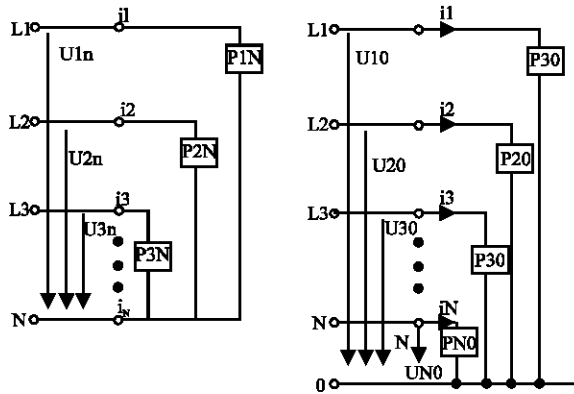 L1
i1
U1n
P1N
L2
i2
U2n
P2N
L3
i3
U3n
P3N
N
iN
L1
i1
U10
P30
L2
i2
U20
P20
L3
i3
U30
P30
N
iN
N
PN0
UN0
0